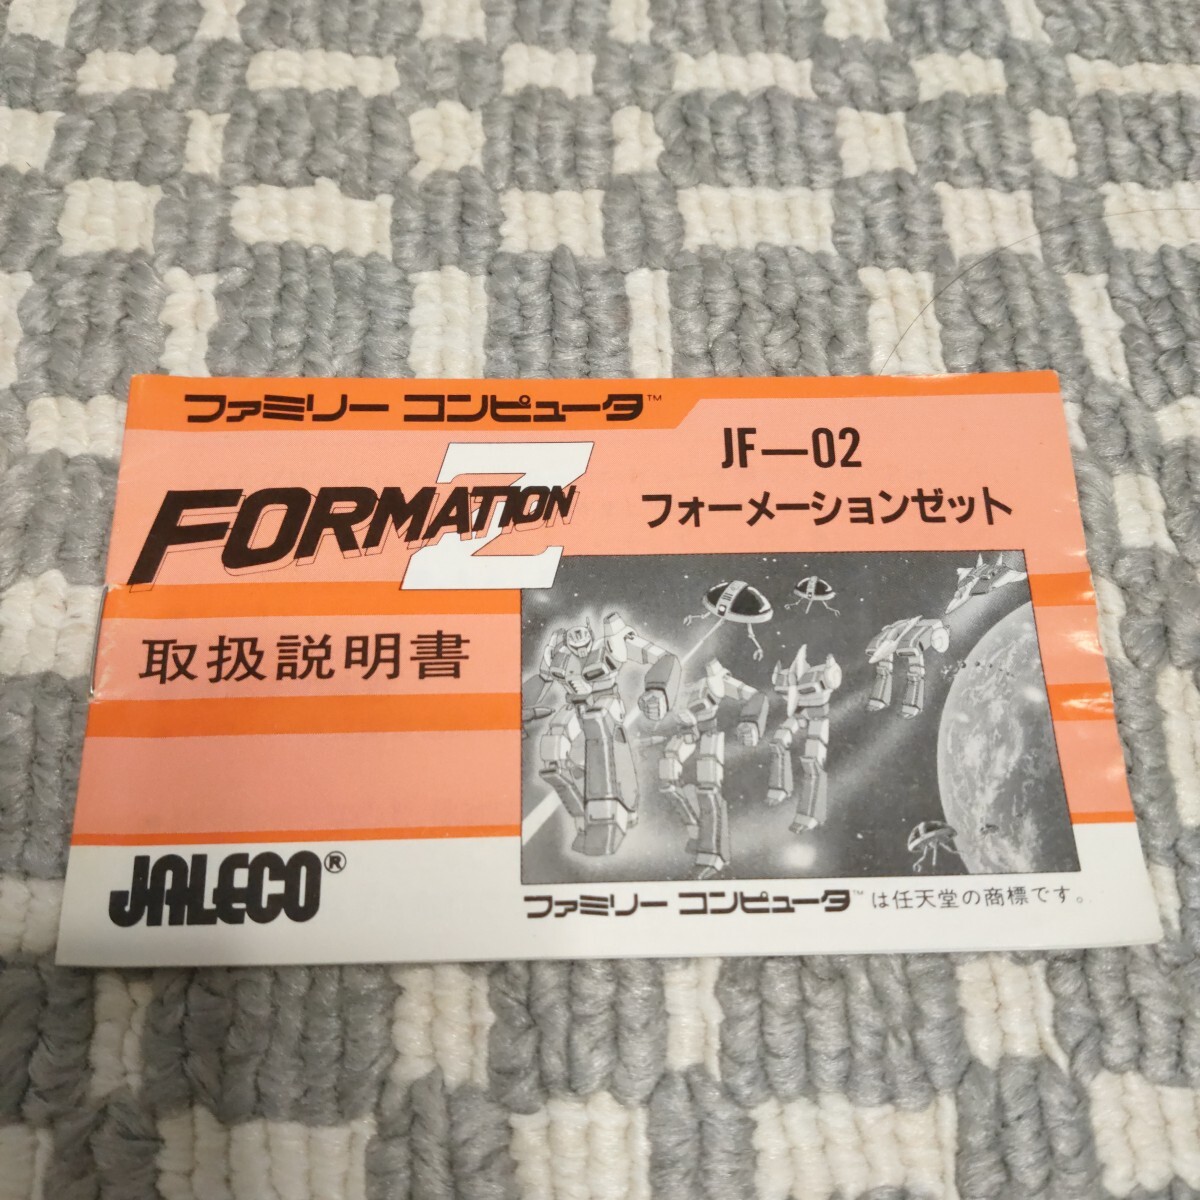 ファミリー コンピュータ™
JF—02
FORMATION Z
フォーメーションゼット
取扱説明書
JALECO®
ファミリー コンピュータ™は任天堂の商標です。